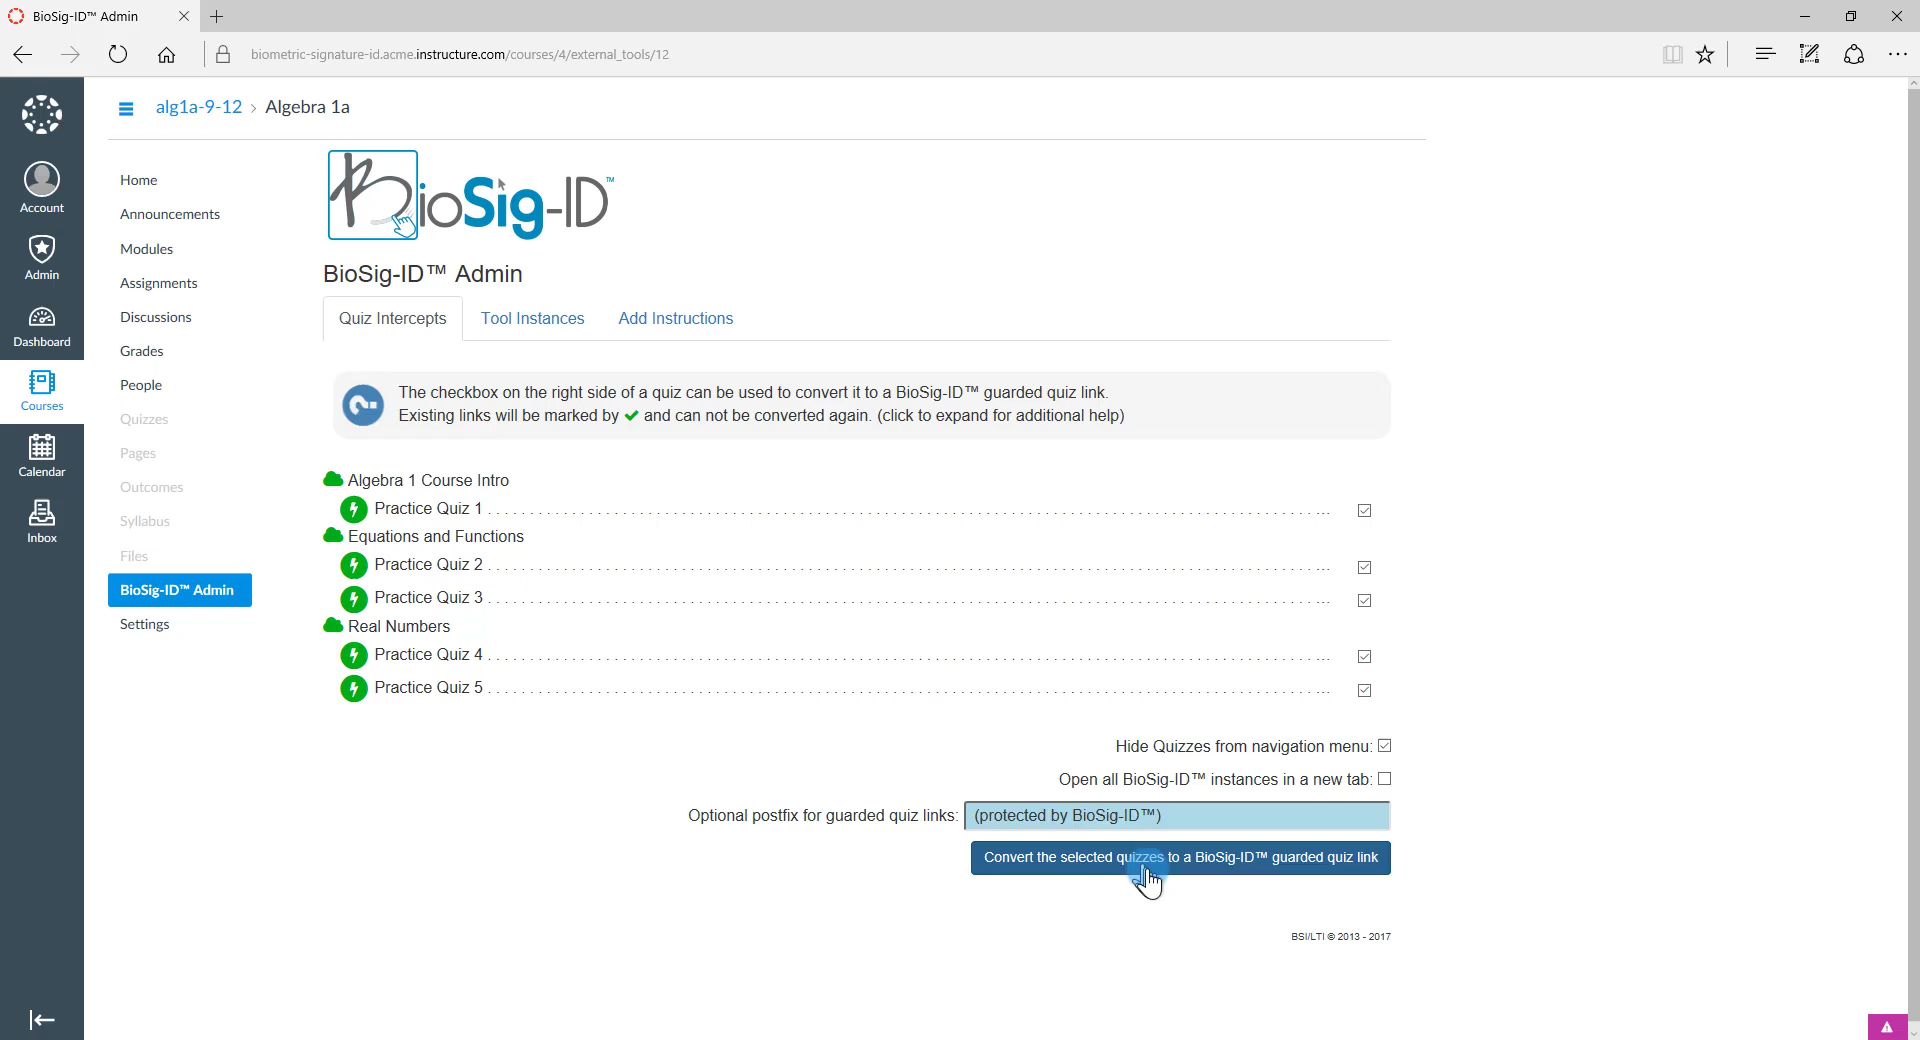 BioSig-ID™ Admin
biometric-signature-id.acme.instructure.com/courses/4/external_tools/12
alg1a-9-12 › Algebra 1a
Account
Admin
Dashboard
Courses
Calendar
Inbox
Home
Announcements
Modules
Assignments
Discussions
Grades
People
Quizzes
Pages
Outcomes
Syllabus
Files
BioSig-ID™ Admin
Settings
BioSig-ID™
BioSig-ID™ Admin
Quiz Intercepts
Tool Instances
Add Instructions
The checkbox on the right side of a quiz can be used to convert it to a BioSig-ID™ guarded quiz link.
Existing links will be marked by ✔ and can not be converted again. (click to expand for additional help)
Algebra 1 Course Intro
Practice Quiz 1
Equations and Functions
Practice Quiz 2
Practice Quiz 3
Real Numbers
Practice Quiz 4
Practice Quiz 5
Hide Quizzes from navigation menu:
Open all BioSig-ID™ instances in a new tab:
Optional postfix for guarded quiz links: (protected by BioSig-ID™)
Convert the selected quizzes to a BioSig-ID™ guarded quiz link
BSI/LTI © 2013 - 2017